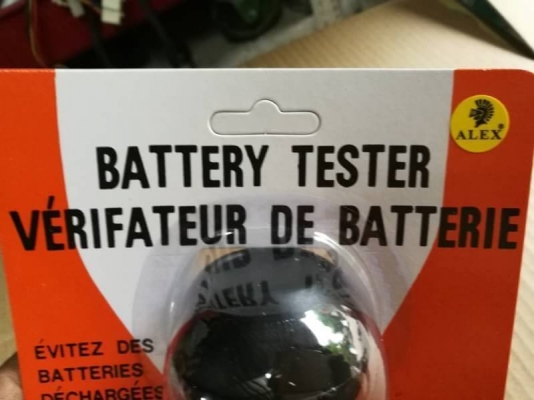 BATTERY TESTER
ALEX®
VÉRIFATEUR DE BATTERIE
ÉVITEZ DES
BATTERIES
DÉCHARGÉES